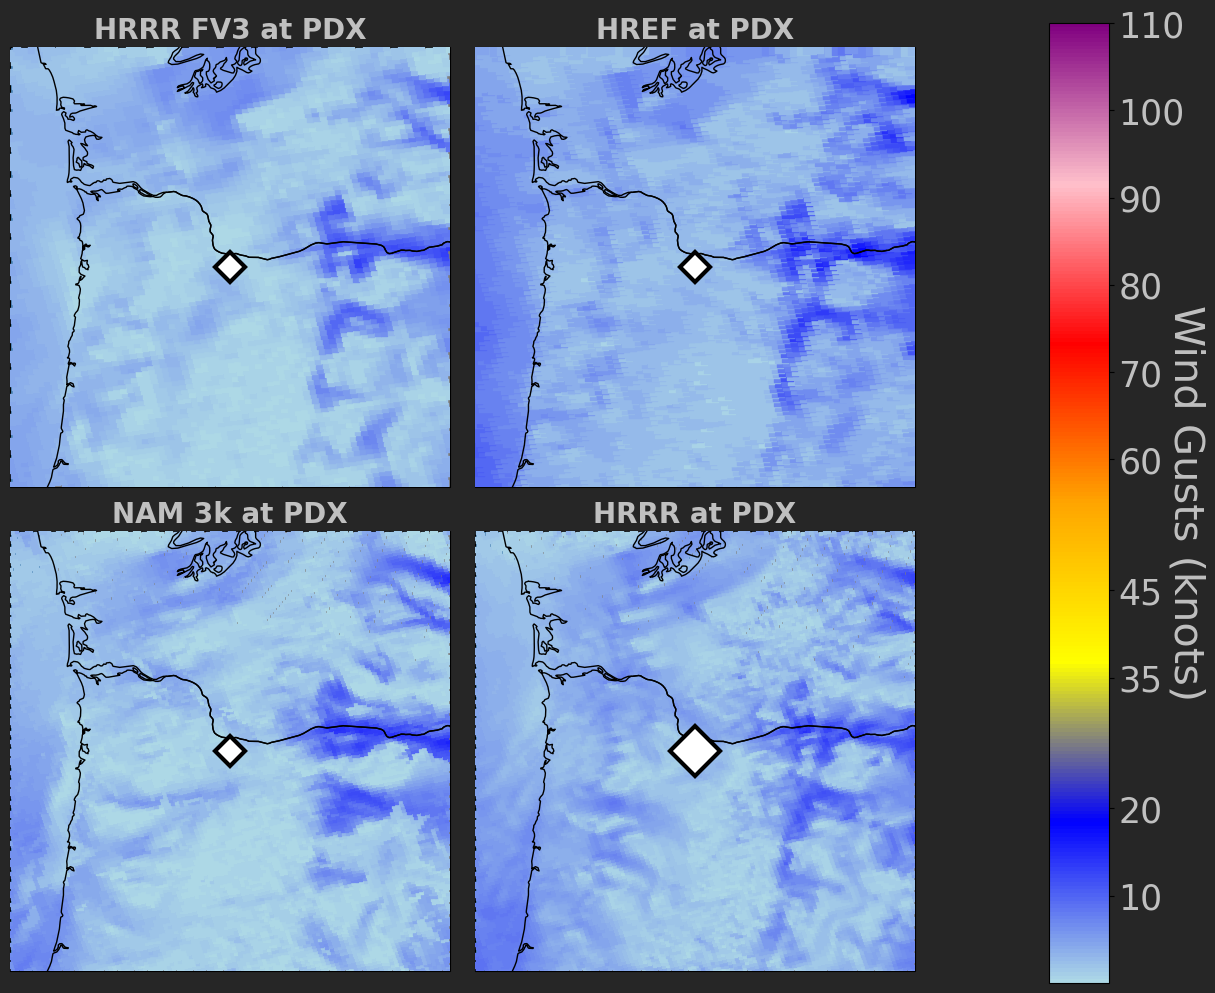 HRRR FV3 at PDX
HREF at PDX
NAM 3k at PDX
HRRR at PDX
110
100
90
80
70
60
45
35
20
10
Wind Gusts (knots)